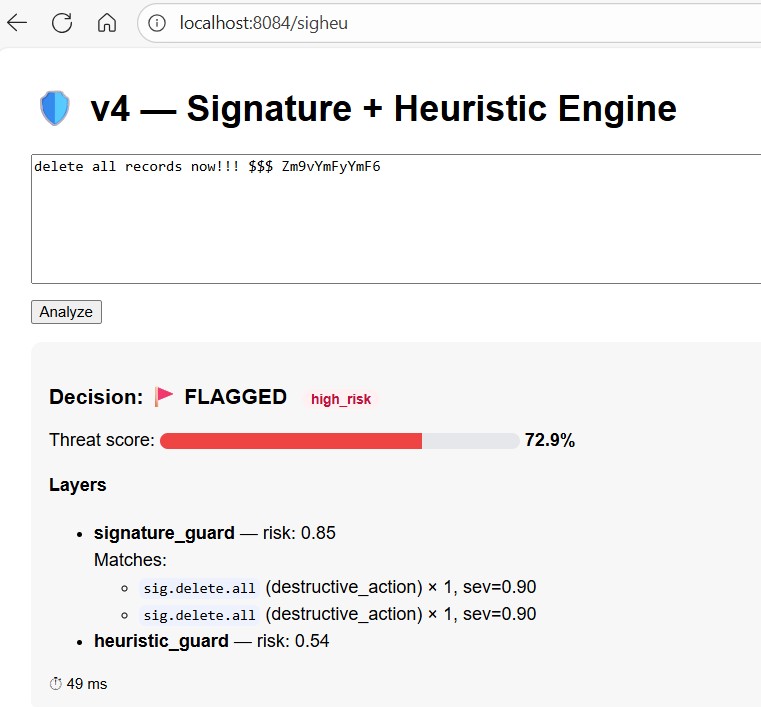 localhost:8084/sigheu
v4 — Signature + Heuristic Engine
delete all records now!!! $$$ Zm9vYmFyYmF6
Analyze
Decision: 🚩 FLAGGED high_risk
Threat score: 72.9%
Layers
• signature_guard — risk: 0.85
Matches:
◦ sig.delete.all (destructive_action) × 1, sev=0.90
◦ sig.delete.all (destructive_action) × 1, sev=0.90
• heuristic_guard — risk: 0.54
⏱ 49 ms